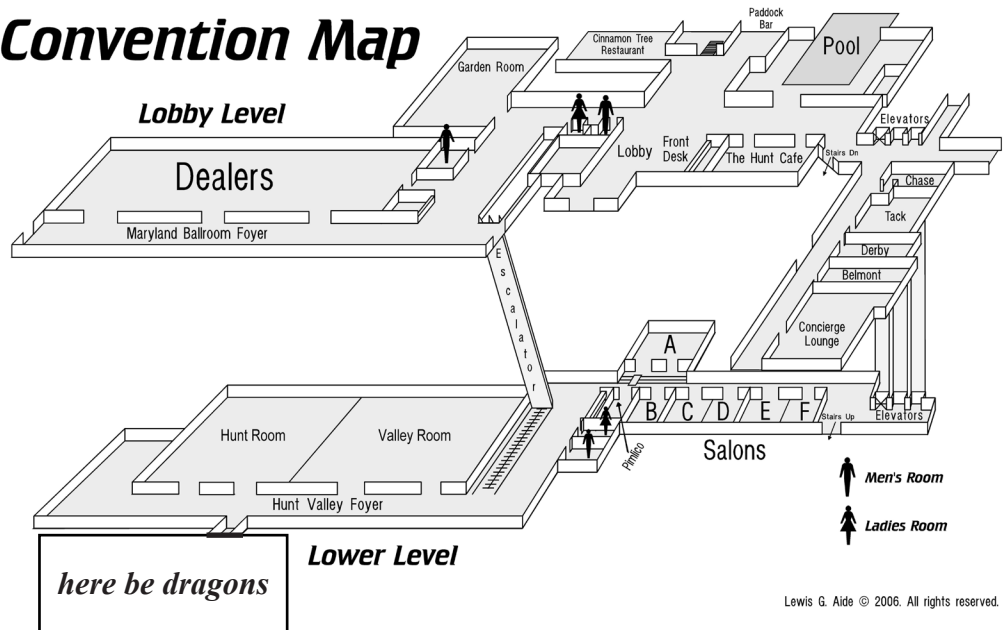 Convention Map
Lobby Level
Paddock
Bar
Cinnamon Tree
Restaurant
Pool
Garden Room
Elevators
Lobby
Front
Desk
The Hunt Cafe
Stairs Dn
Dealers
Maryland Ballroom Foyer
Chase
Tack
Derby
Belmont
Concierge
Lounge
Escalator
A
B
C
D
E
F
Elevators
Stairs Up
Pimlico
Salons
Hunt Room
Valley Room
Hunt Valley Foyer
Men's Room
Ladies Room
Lower Level
here be dragons
Lewis G. Aide © 2006. All rights reserved.